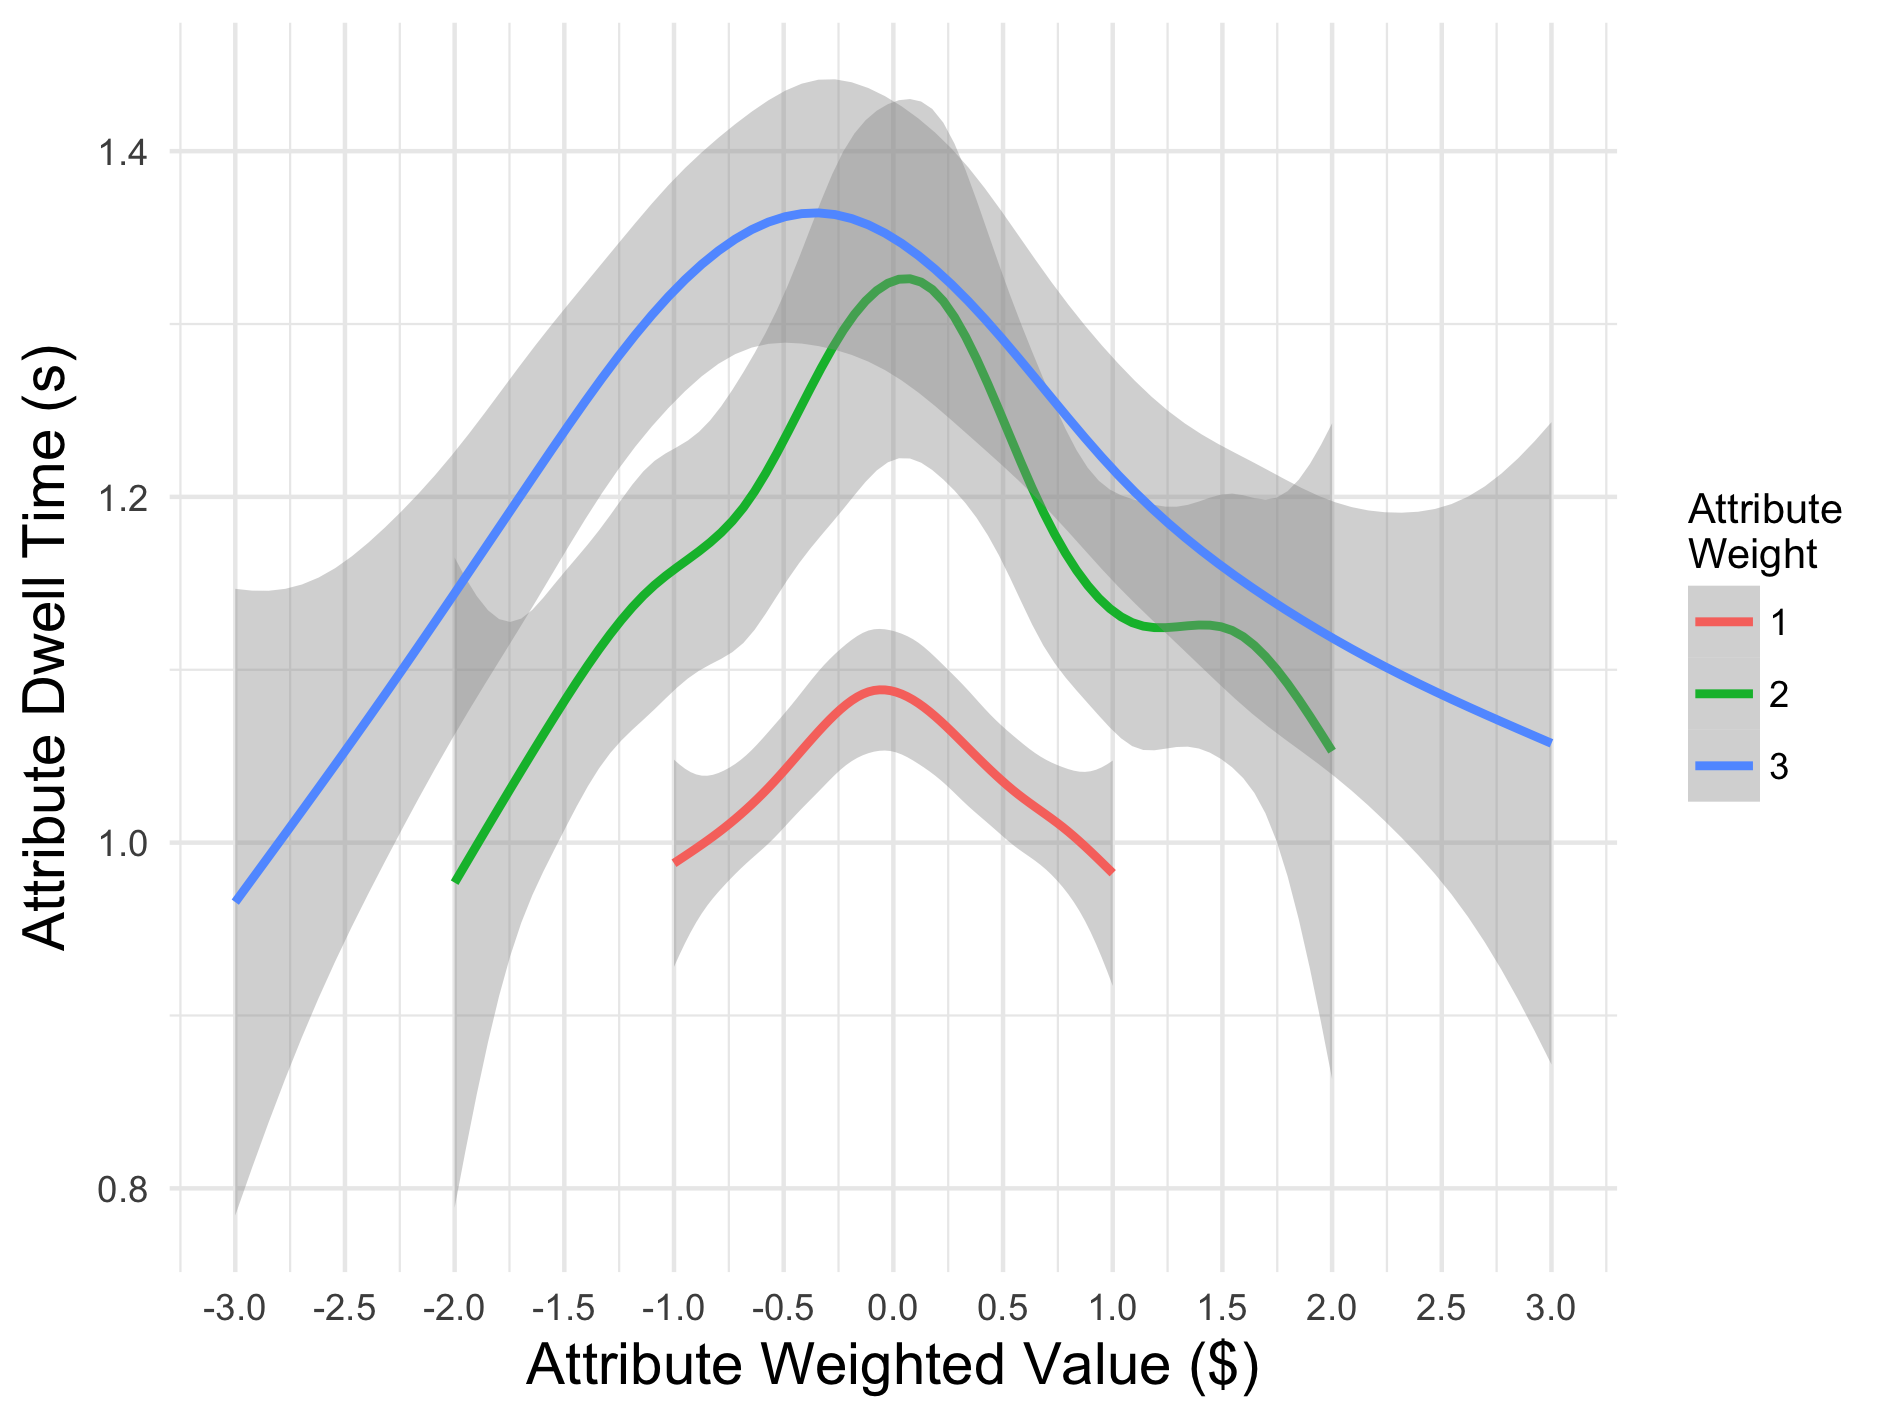 Attribute Dwell Time (s)
1.4
1.2
1.0
0.8
-3.0 -2.5 -2.0 -1.5 -1.0 -0.5 0.0 0.5 1.0 1.5 2.0 2.5 3.0
Attribute Weighted Value ($)
Attribute
Weight
1
2
3